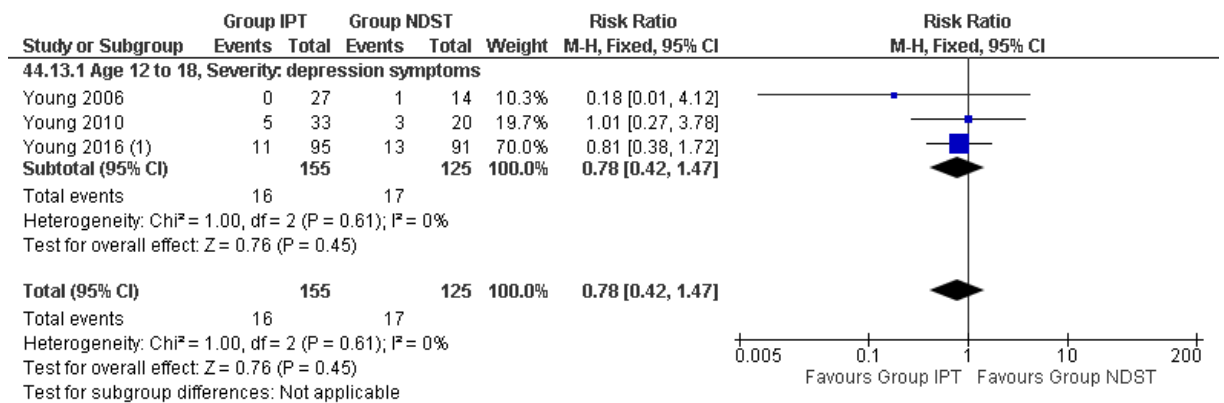 Group IPT Group NDST Risk Ratio Risk Ratio
Study or Subgroup Events Total Events Total Weight M-H, Fixed, 95% CI M-H, Fixed, 95% CI
44.13.1 Age 12 to 18, Severity: depression symptoms
Young 2006 0 27 1 14 10.3% 0.18 [0.01, 4.12]
Young 2010 5 33 3 20 19.7% 1.01 [0.27, 3.78]
Young 2016 (1) 11 95 13 91 70.0% 0.81 [0.38, 1.72]
Subtotal (95% CI) 155 125 100.0% 0.78 [0.42, 1.47]
Total events 16 17
Heterogeneity: Chi² = 1.00, df = 2 (P = 0.61); I² = 0%
Test for overall effect: Z = 0.76 (P = 0.45)
Total (95% CI) 155 125 100.0% 0.78 [0.42, 1.47]
Total events 16 17
Heterogeneity: Chi² = 1.00, df = 2 (P = 0.61); I² = 0%
Test for overall effect: Z = 0.76 (P = 0.45)
Test for subgroup differences: Not applicable
0.005 0.1 1 10 200
Favours Group IPT Favours Group NDST